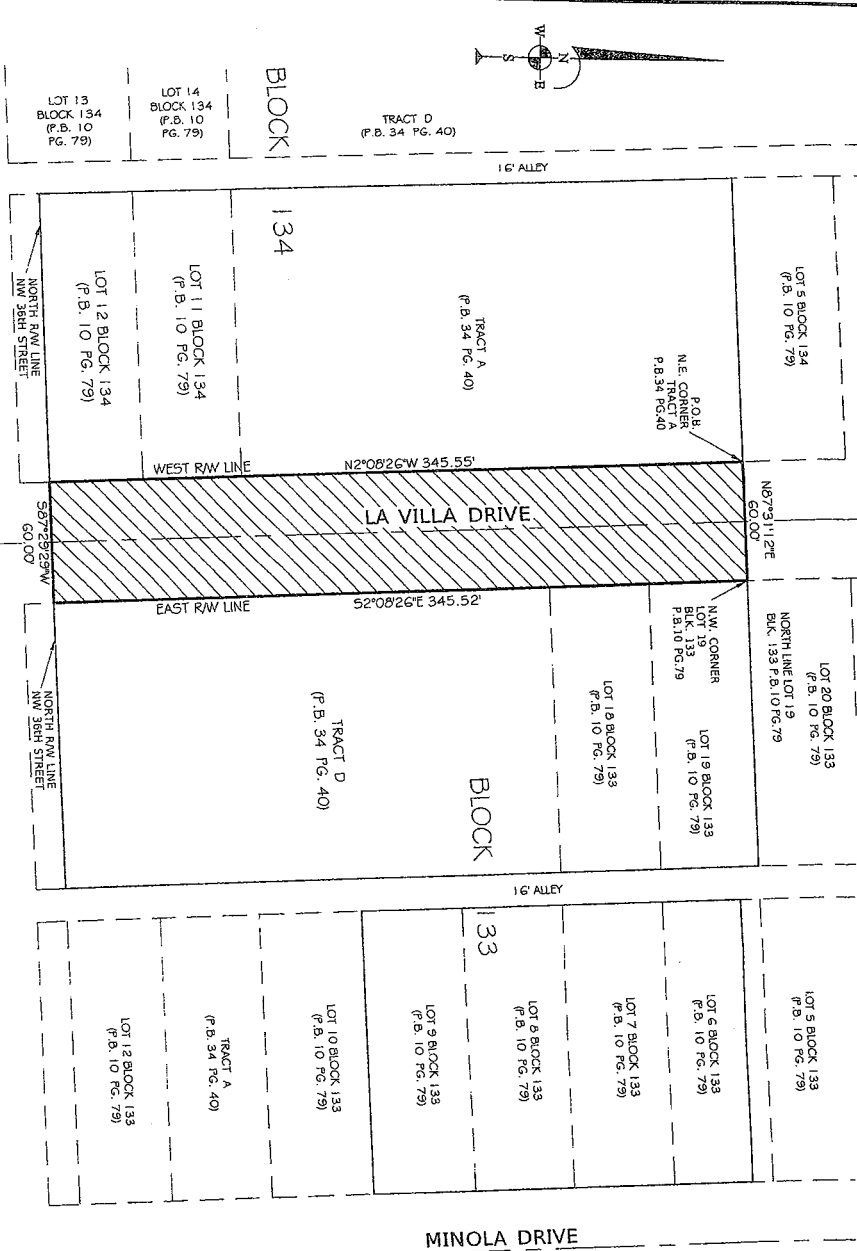 W
N
S
E
LOT 13
BLOCK 134
(P.B. 10
PG. 79)
LOT 14
BLOCK 134
(P.B. 10
PG. 79)
BLOCK
134
TRACT D
(P.B. 34 PG. 40)
16' ALLEY
NORTH R/W LINE
NW 36tH STREET
LOT 12 BLOCK 134
(P.B. 10 PG. 79)
LOT 11 BLOCK 134
(P.B. 10 PG. 79)
TRACT A
(P.B. 34 PG. 40)
P.O.B.
N.E. CORNER
TRACT A
P.B.34 PG.40
LOT 5 BLOCK 134
(P.B. 10 PG. 79)
WEST R/W LINE
N2°08'26"W 345.55'
N87°31'12"E
60.00'
LA VILLA DRIVE
S87°29'29"W
60.00'
EAST R/W LINE
S2°08'26"E 345.52'
N.W. CORNER
LOT 19
BLK. 133
P.B.10 PG.79
NORTH LINE LOT 19
BLK. 133 P.B.10 PG.79
LOT 20 BLOCK 133
(P.B. 10 PG. 79)
NORTH R/W LINE
NW 36tH STREET
TRACT D
(P.B. 34 PG. 40)
LOT 18 BLOCK 133
(P.B. 10 PG. 79)
LOT 19 BLOCK 133
(P.B. 10 PG. 79)
BLOCK
133
16' ALLEY
LOT 12 BLOCK 133
(P.B. 10 PG. 79)
TRACT A
(P.B. 34 PG. 40)
LOT 10 BLOCK 133
(P.B. 10 PG. 79)
LOT 9 BLOCK 133
(P.B. 10 PG. 79)
LOT 8 BLOCK 133
(P.B. 10 PG. 79)
LOT 7 BLOCK 133
(P.B. 10 PG. 79)
LOT 6 BLOCK 133
(P.B. 10 PG. 79)
LOT 5 BLOCK 133
(P.B. 10 PG. 79)
MINOLA DRIVE